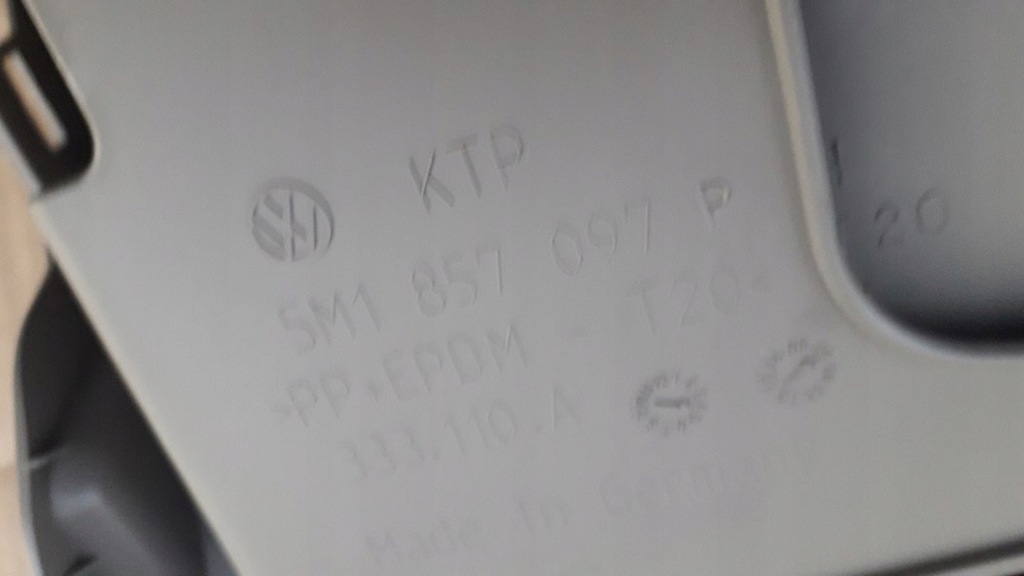 KTP
5M1 857 097 P
>PP+EPDM - T20<
333.110.A
Made In Germany
20